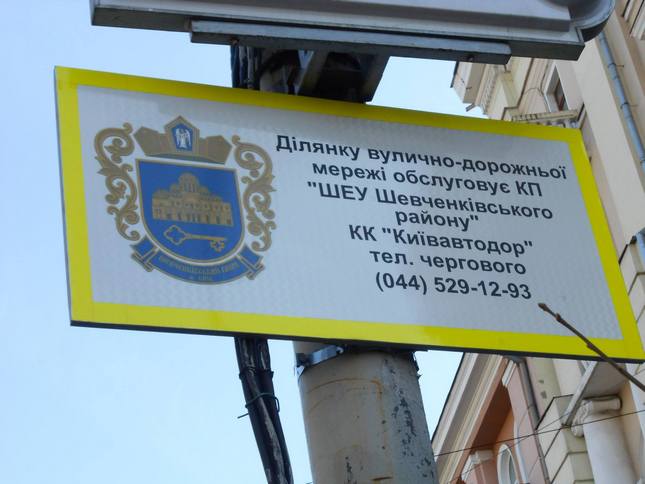 Ділянку вулично-дорожньої
мережі обслуговує КП
"ШЕУ Шевченківського
району"
КК "Київавтодор"
тел. чергового
(044) 529-12-93